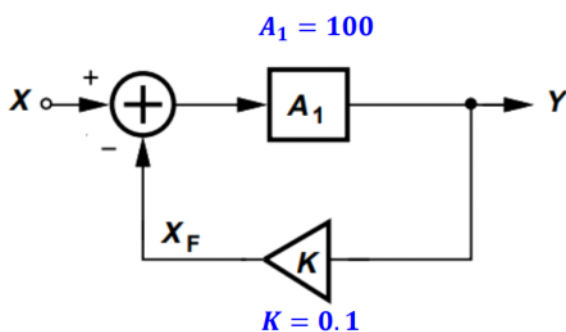 A₁ = 100
+
X
+
A₁
Y
−
X_F
K
K = 0.1